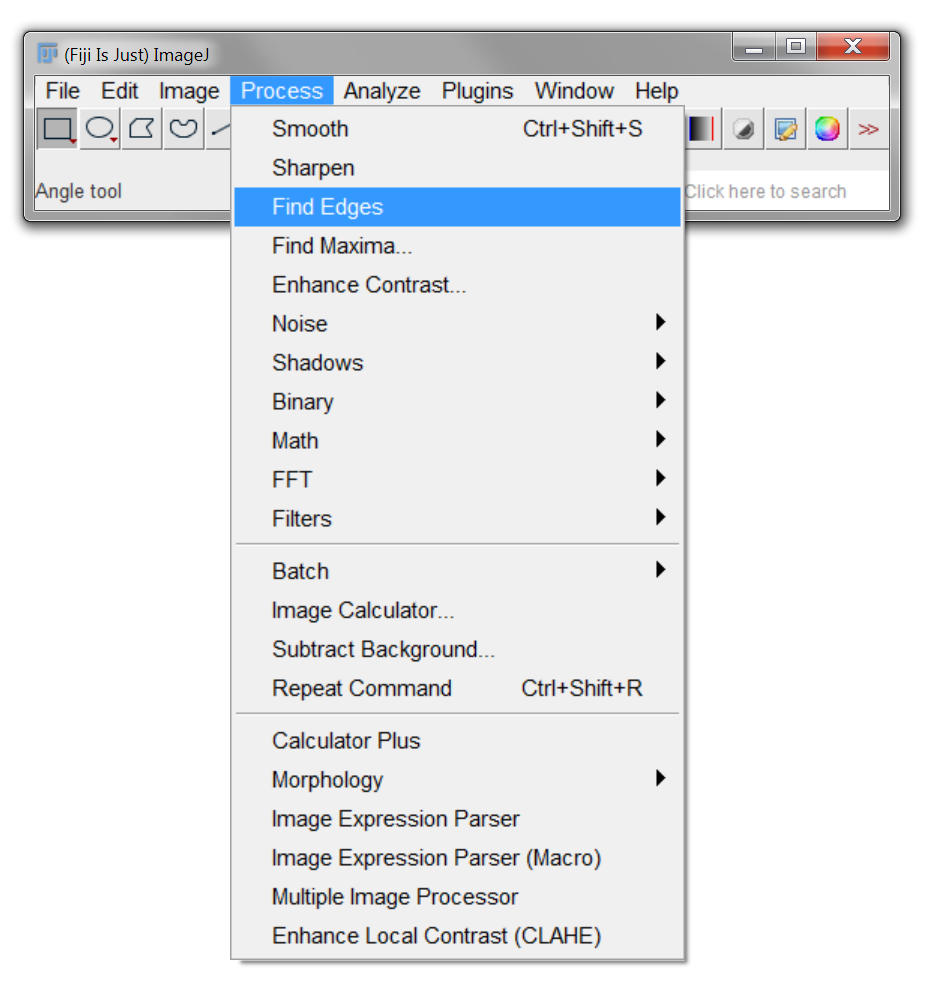 (Fiji Is Just) ImageJ
File Edit Image Process Analyze Plugins Window Help
Angle tool
Click here to search
Smooth Ctrl+Shift+S
Sharpen
Find Edges
Find Maxima...
Enhance Contrast...
Noise
Shadows
Binary
Math
FFT
Filters
Batch
Image Calculator...
Subtract Background...
Repeat Command Ctrl+Shift+R
Calculator Plus
Morphology
Image Expression Parser
Image Expression Parser (Macro)
Multiple Image Processor
Enhance Local Contrast (CLAHE)